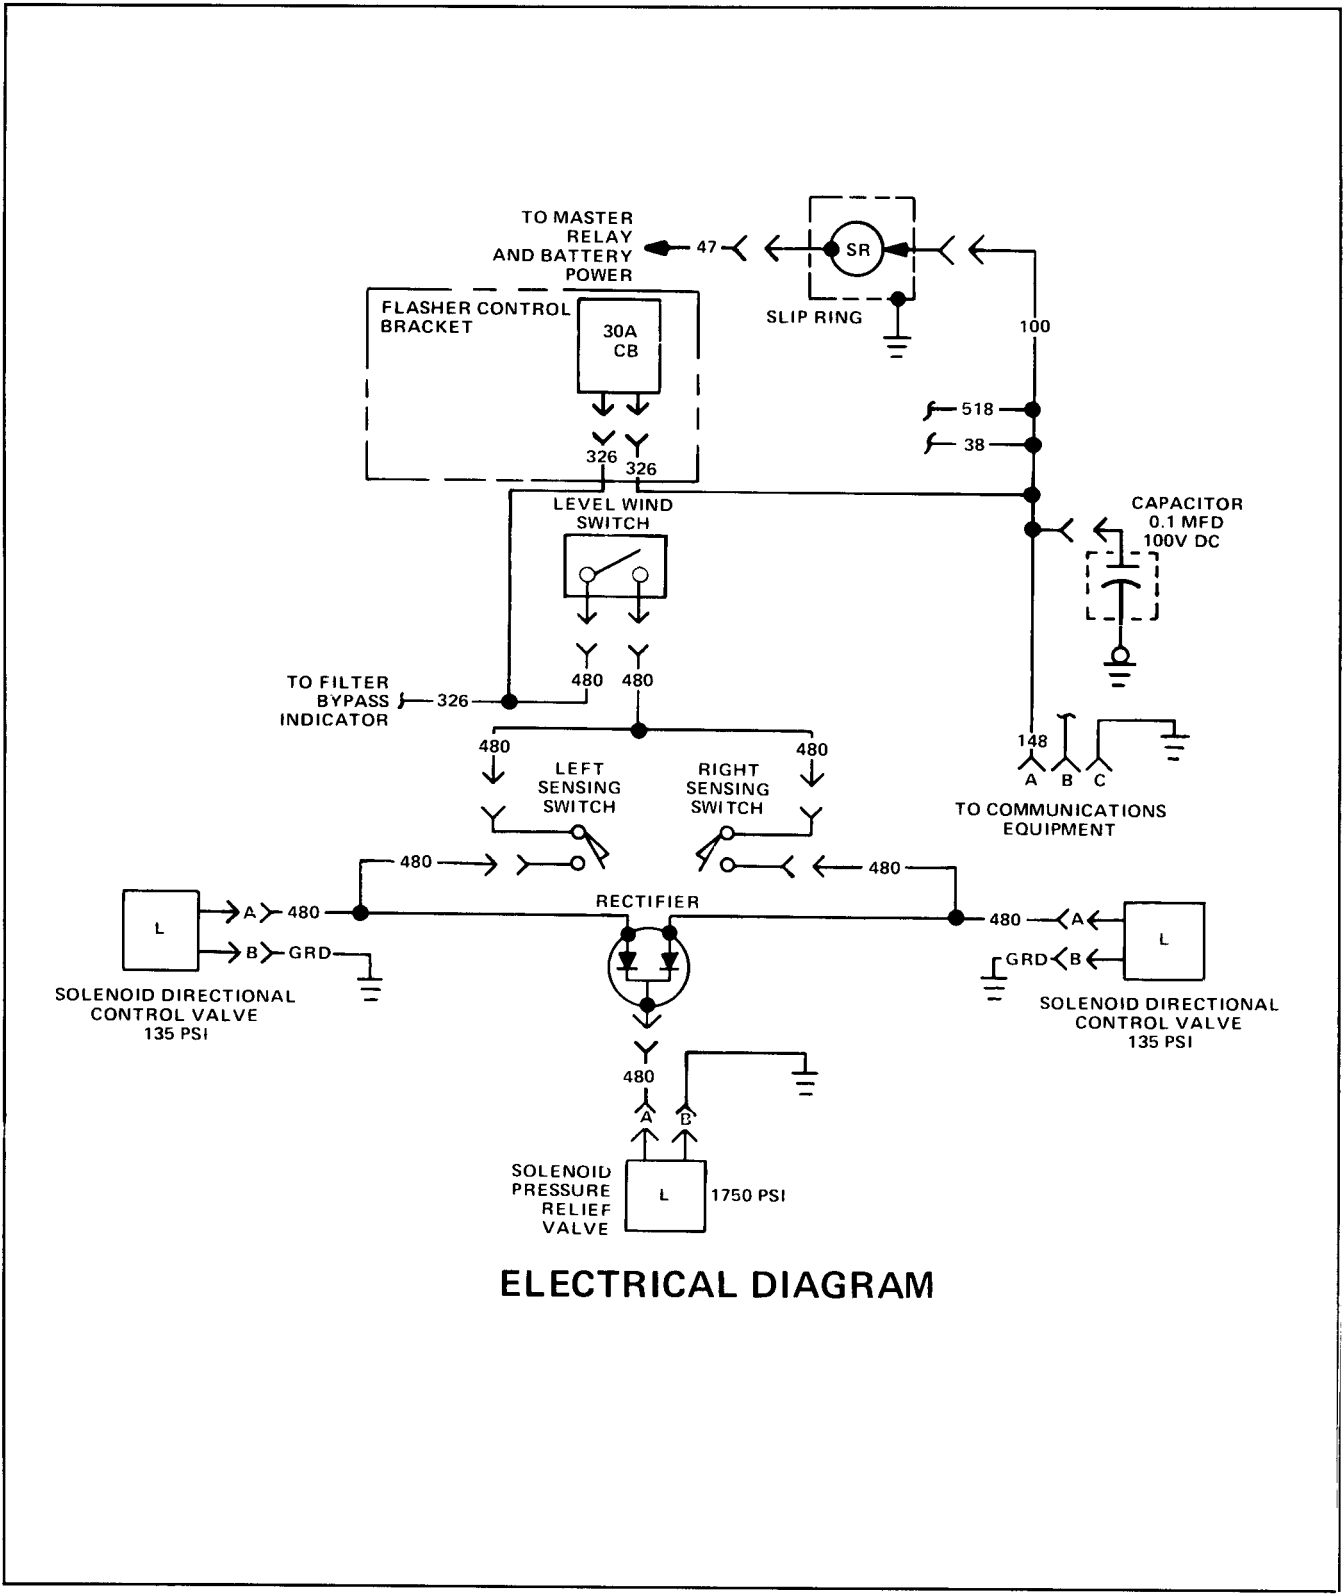 TO MASTER
RELAY
AND BATTERY
POWER
47
SR
SLIP RING
100
FLASHER CONTROL
BRACKET
30A
CB
326
326
518
38
LEVEL WIND
SWITCH
CAPACITOR
0.1 MFD
100V DC
480
480
TO FILTER
BYPASS
INDICATOR
326
480
480
148
A
B
C
TO COMMUNICATIONS
EQUIPMENT
LEFT
SENSING
SWITCH
RIGHT
SENSING
SWITCH
480
480
RECTIFIER
L
A
480
B
GRD
SOLENOID DIRECTIONAL
CONTROL VALVE
135 PSI
480
A
GRD
B
L
SOLENOID DIRECTIONAL
CONTROL VALVE
135 PSI
480
A
B
SOLENOID
PRESSURE
RELIEF
VALVE
L
1750 PSI
ELECTRICAL DIAGRAM